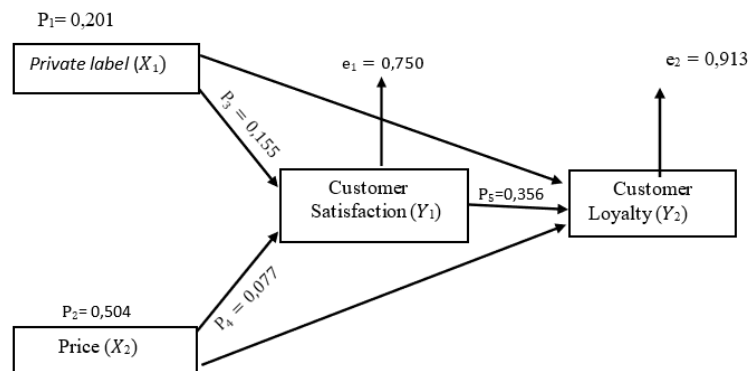 P₁= 0,201
Private label (X₁)
e₁ = 0,750
e₂ = 0,913
P₃ = 0,155
Customer
Satisfaction (Y₁)
P₅=0,356
Customer
Loyalty (Y₂)
P₄ = 0,077
P₂= 0,504
Price (X₂)